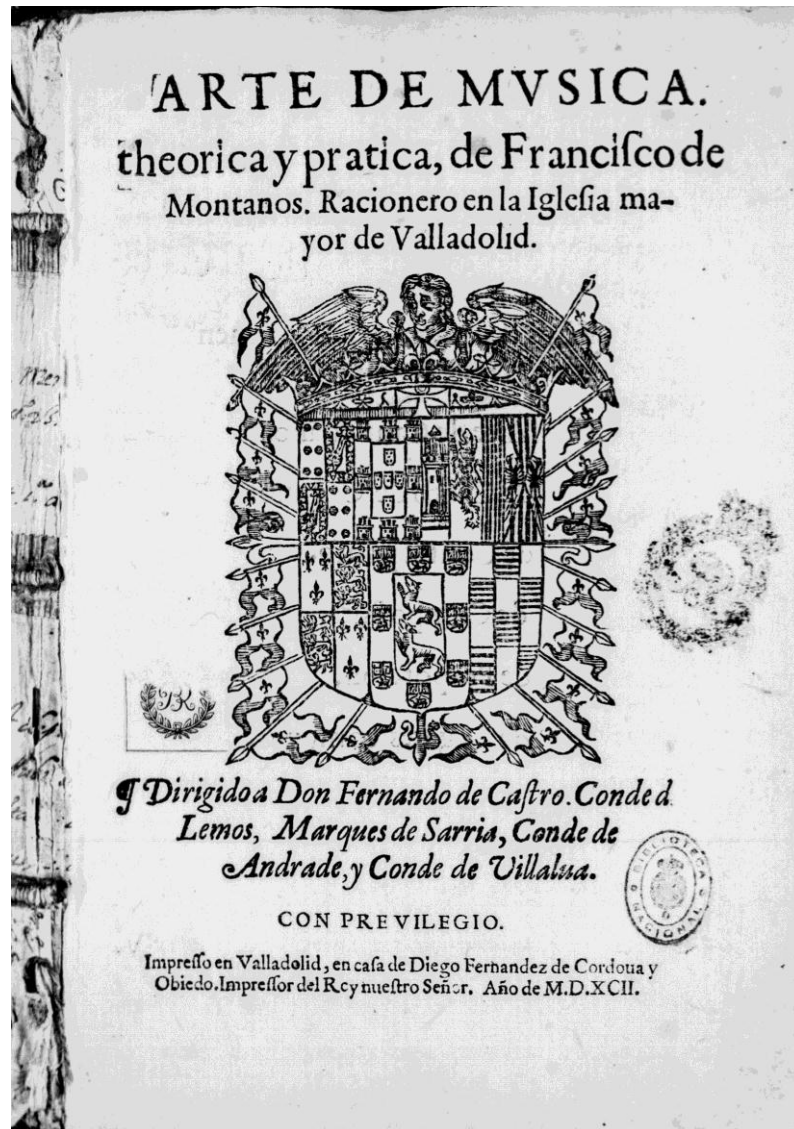 ARTE DE MVSICA.
theorica y pratica, de Franciſco de
Montanos. Racionero en la Igleſia ma-
yor de Valladolid.
¶ Dirigido a Don Fernando de Caſtro. Conde d
Lemos, Marques de Sarria, Conde de
Andrade, y Conde de Villalua.
CON PREVILEGIO.
Impreſſo en Valladolid, en caſa de Diego Fernandez de Cordoua y
Obiedo. Impreſſor del Rey nueſtro Señor. Año de M.D.XCII.
BIBLIOTECA
NACIONAL